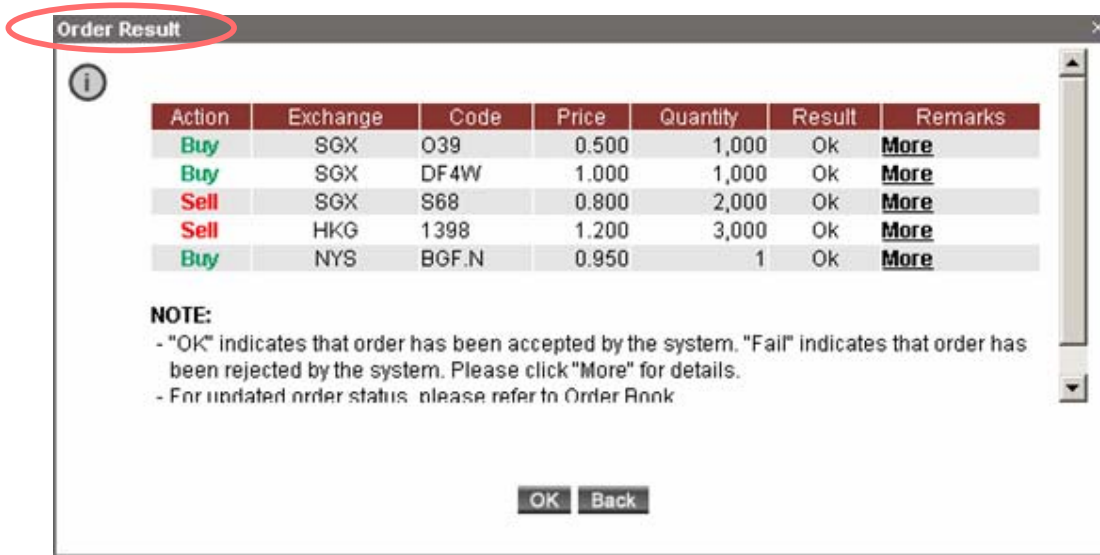 Order Result
Action Exchange Code Price Quantity Result Remarks
Buy SGX O39 0.500 1,000 Ok More
Buy SGX DF4W 1.000 1,000 Ok More
Sell SGX S68 0.800 2,000 Ok More
Sell HKG 1398 1.200 3,000 Ok More
Buy NYS BGF.N 0.950 1 Ok More
NOTE:
- "OK" indicates that order has been accepted by the system. "Fail" indicates that order has
been rejected by the system. Please click "More" for details.
- For updated order status, please refer to Order Book
OK Back